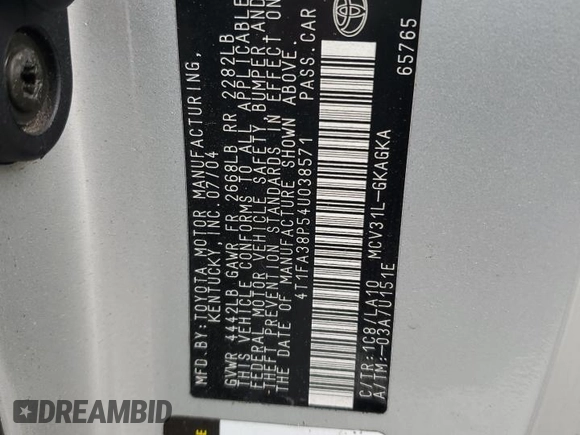 MFD. BY: TOYOTA MOTOR MANUFACTURING,
KENTUCKY, INC. 07/04
GVWR 4442LB GAWR FR 2668LB RR 2282LB
THIS VEHICLE CONFORMS TO ALL APPLICABLE
FEDERAL MOTOR VEHICLE SAFETY, BUMPER, AND
THEFT PREVENTION STANDARDS IN EFFECT ON
THE DATE OF MANUFACTURE SHOWN ABOVE.
4T1FA38P54U038571 PASS. CAR
C/TR: 1C8/LA10 MCV31L-GKAGKA
A/TM: -03A/U151E 65765
DREAMBID